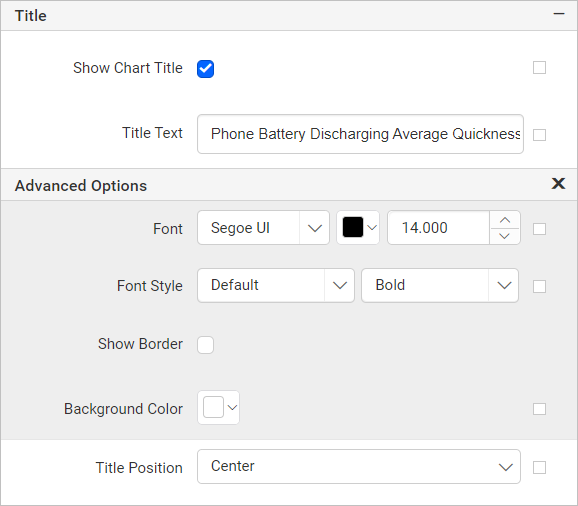 Title
Show Chart Title
Title Text Phone Battery Discharging Average Quickness
Advanced Options
Font Segoe UI 14.000
Font Style Default Bold
Show Border
Background Color
Title Position Center